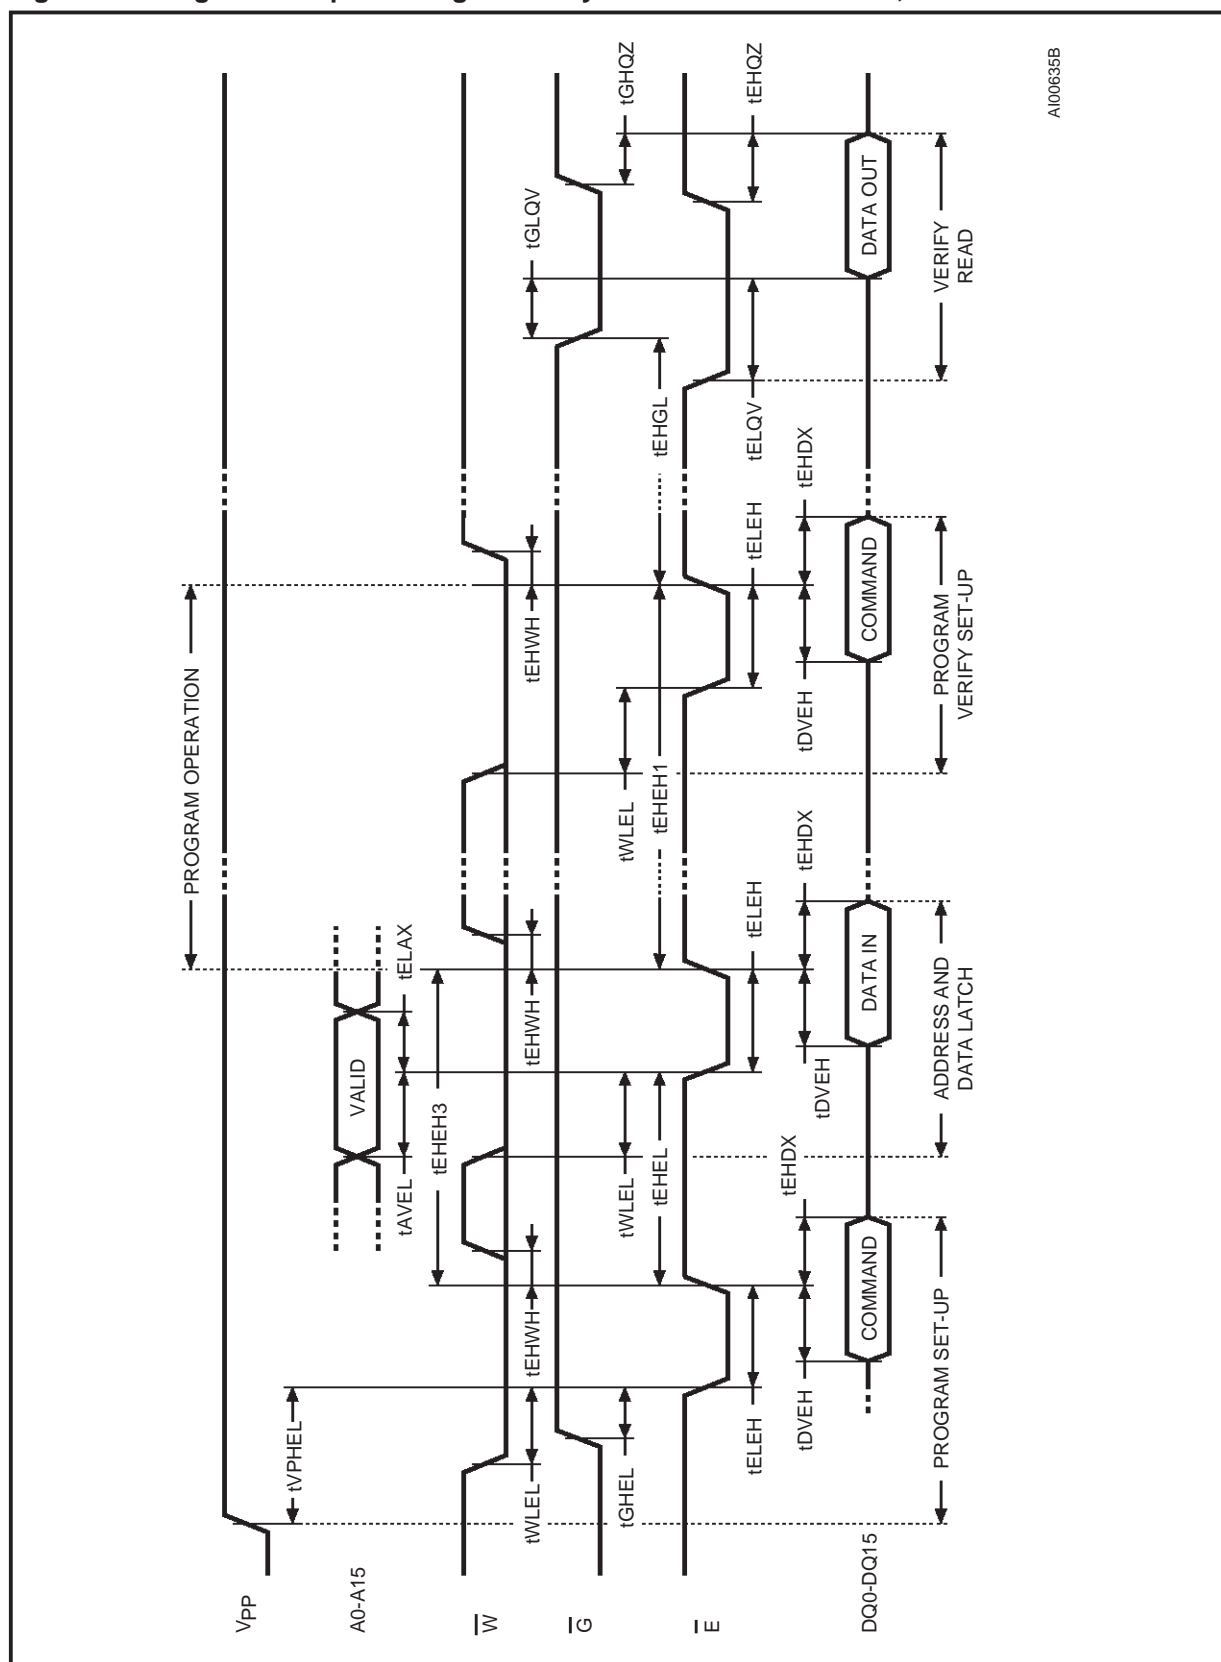 PROGRAM OPERATION
VPP
tVPHEL
A0-A15
VALID
tAVEL
tELAX
tEHEH3
W
tWLEL
tEHWH
tEHWH
tEHWH
tGLQV
G
tGHEL
tWLEL
tWLEL
tGHQZ
tEHEL
tEHEH1
tEHGL
E
tELEH
tELEH
tELEH
tELQV
tEHQZ
tDVEH
tEHDX
tDVEH
tEHDX
tDVEH
tEHDX
DQ0-DQ15
COMMAND
DATA IN
COMMAND
DATA OUT
PROGRAM SET-UP
ADDRESS AND
DATA LATCH
PROGRAM
VERIFY SET-UP
VERIFY
READ
AI00635B